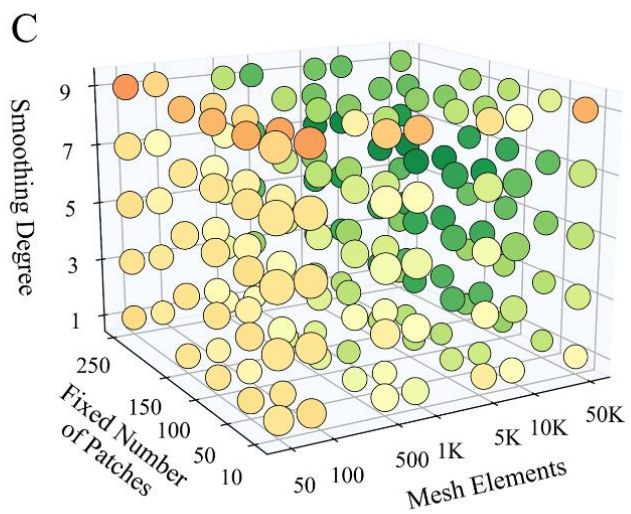 C
Smoothing Degree
9
7
5
3
1
250
150
100
50
10
Fixed Number
of Patches
50
100
500
1K
5K
10K
50K
Mesh Elements